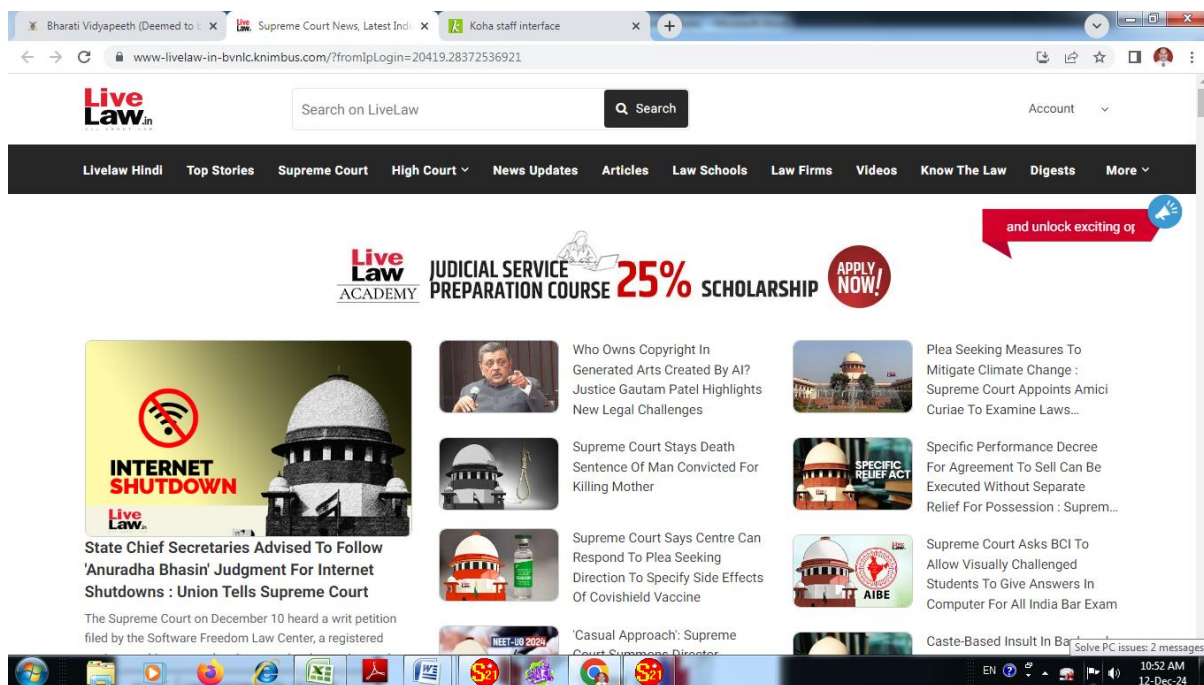 Bharati Vidyapeeth (Deemed to b
Supreme Court News, Latest Indi
Koha staff interface
www-livelaw-in-bvnlc.knimbus.com/?fromIpLogin=20419.28372536921
Live
Law.in
ALL ABOUT LAW
Search on LiveLaw
Search
Account
Livelaw Hindi Top Stories Supreme Court High Court News Updates Articles Law Schools Law Firms Videos Know The Law Digests More
and unlock exciting op
Live
Law
ACADEMY
JUDICIAL SERVICE
PREPARATION COURSE
25% SCHOLARSHIP
APPLY
NOW!
INTERNET
SHUTDOWN
Live
Law.in
State Chief Secretaries Advised To Follow
'Anuradha Bhasin' Judgment For Internet
Shutdowns : Union Tells Supreme Court
The Supreme Court on December 10 heard a writ petition
filed by the Software Freedom Law Center, a registered
Who Owns Copyright In
Generated Arts Created By AI?
Justice Gautam Patel Highlights
New Legal Challenges
Supreme Court Stays Death
Sentence Of Man Convicted For
Killing Mother
Supreme Court Says Centre Can
Respond To Plea Seeking
Direction To Specify Side Effects
Of Covishield Vaccine
NEET-UG 2024
'Casual Approach': Supreme
Court Summons Director
Plea Seeking Measures To
Mitigate Climate Change :
Supreme Court Appoints Amici
Curiae To Examine Laws...
SPECIFIC
RELIEF ACT
Specific Performance Decree
For Agreement To Sell Can Be
Executed Without Separate
Relief For Possession : Suprem...
AIBE
Supreme Court Asks BCI To
Allow Visually Challenged
Students To Give Answers In
Computer For All India Bar Exam
Caste-Based Insult In
Solve PC issues: 2 messages
EN
10:52 AM
12-Dec-24